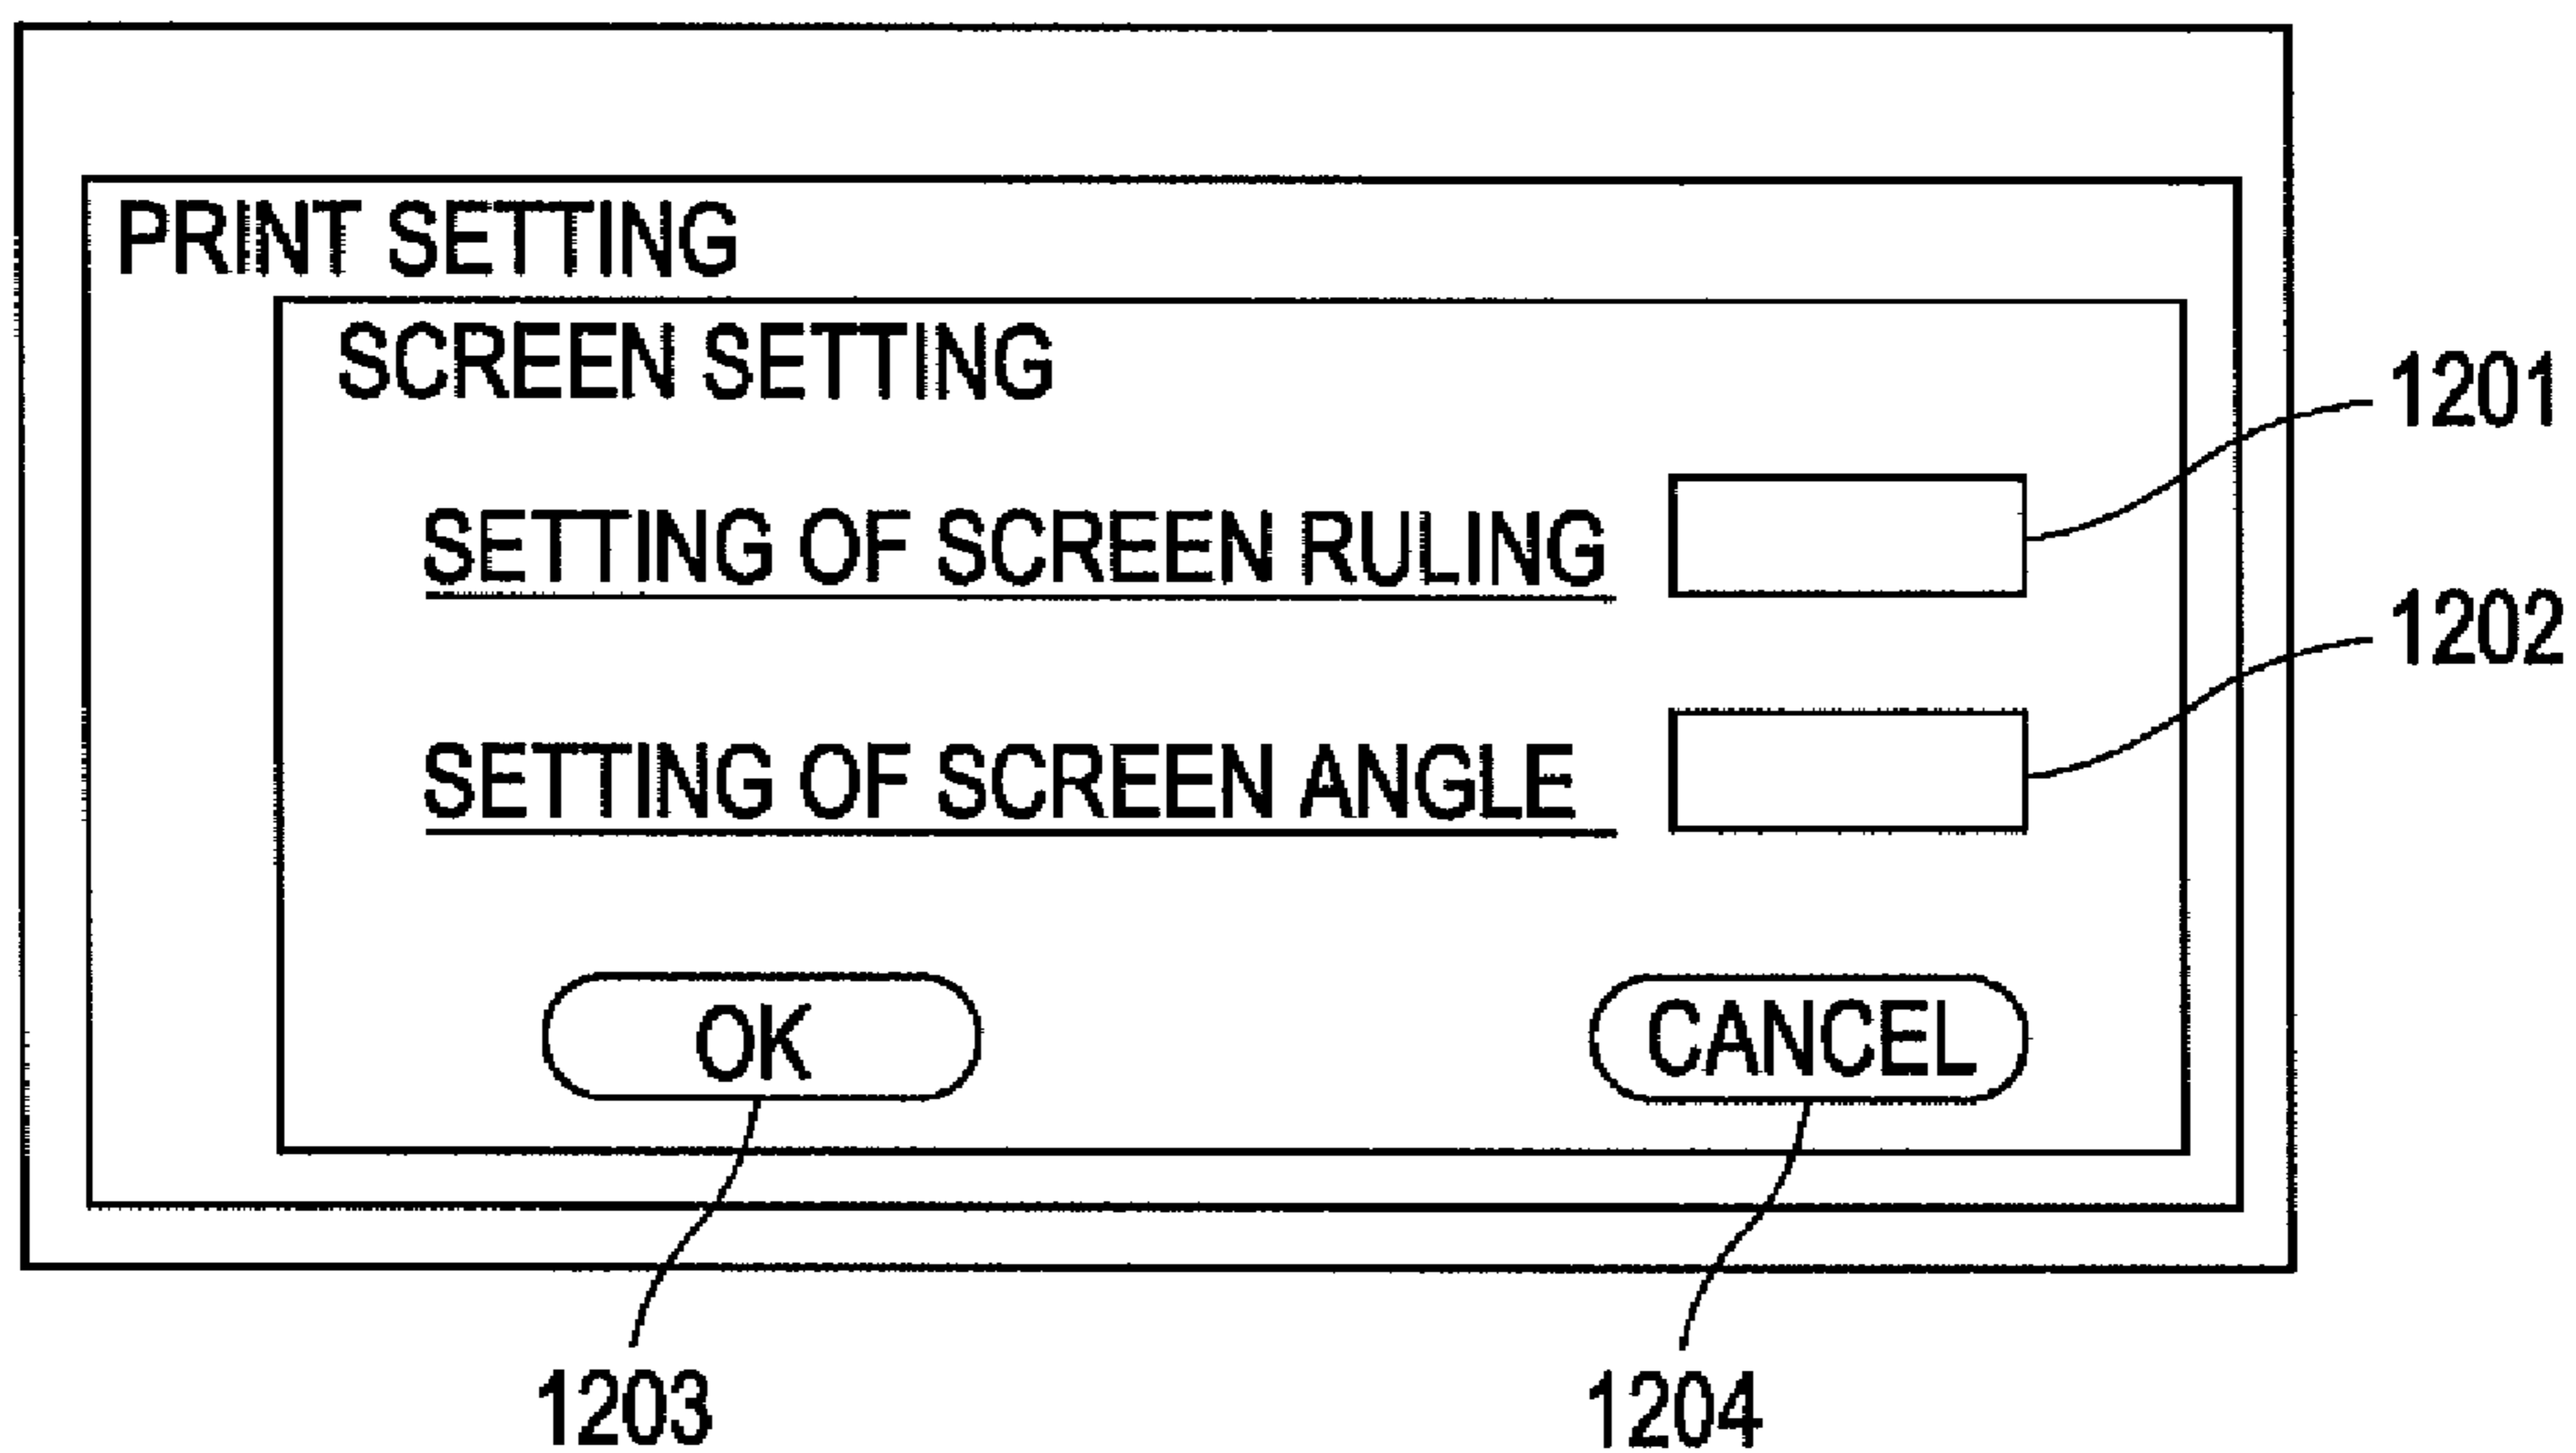 PRINT SETTING
SCREEN SETTING
1201
SETTING OF SCREEN RULING
1202
SETTING OF SCREEN ANGLE
OK
CANCEL
1203
1204